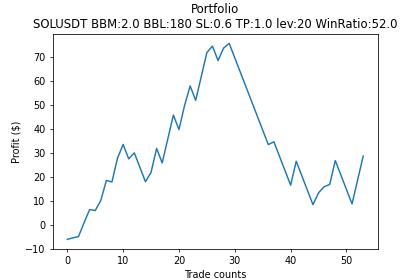 Portfolio
SOLUSDT BBM:2.0 BBL:180 SL:0.6 TP:1.0 lev:20 WinRatio:52.0
70
60
50
40
30
20
10
0
−10
Profit ($)
0 10 20 30 40 50
Trade counts